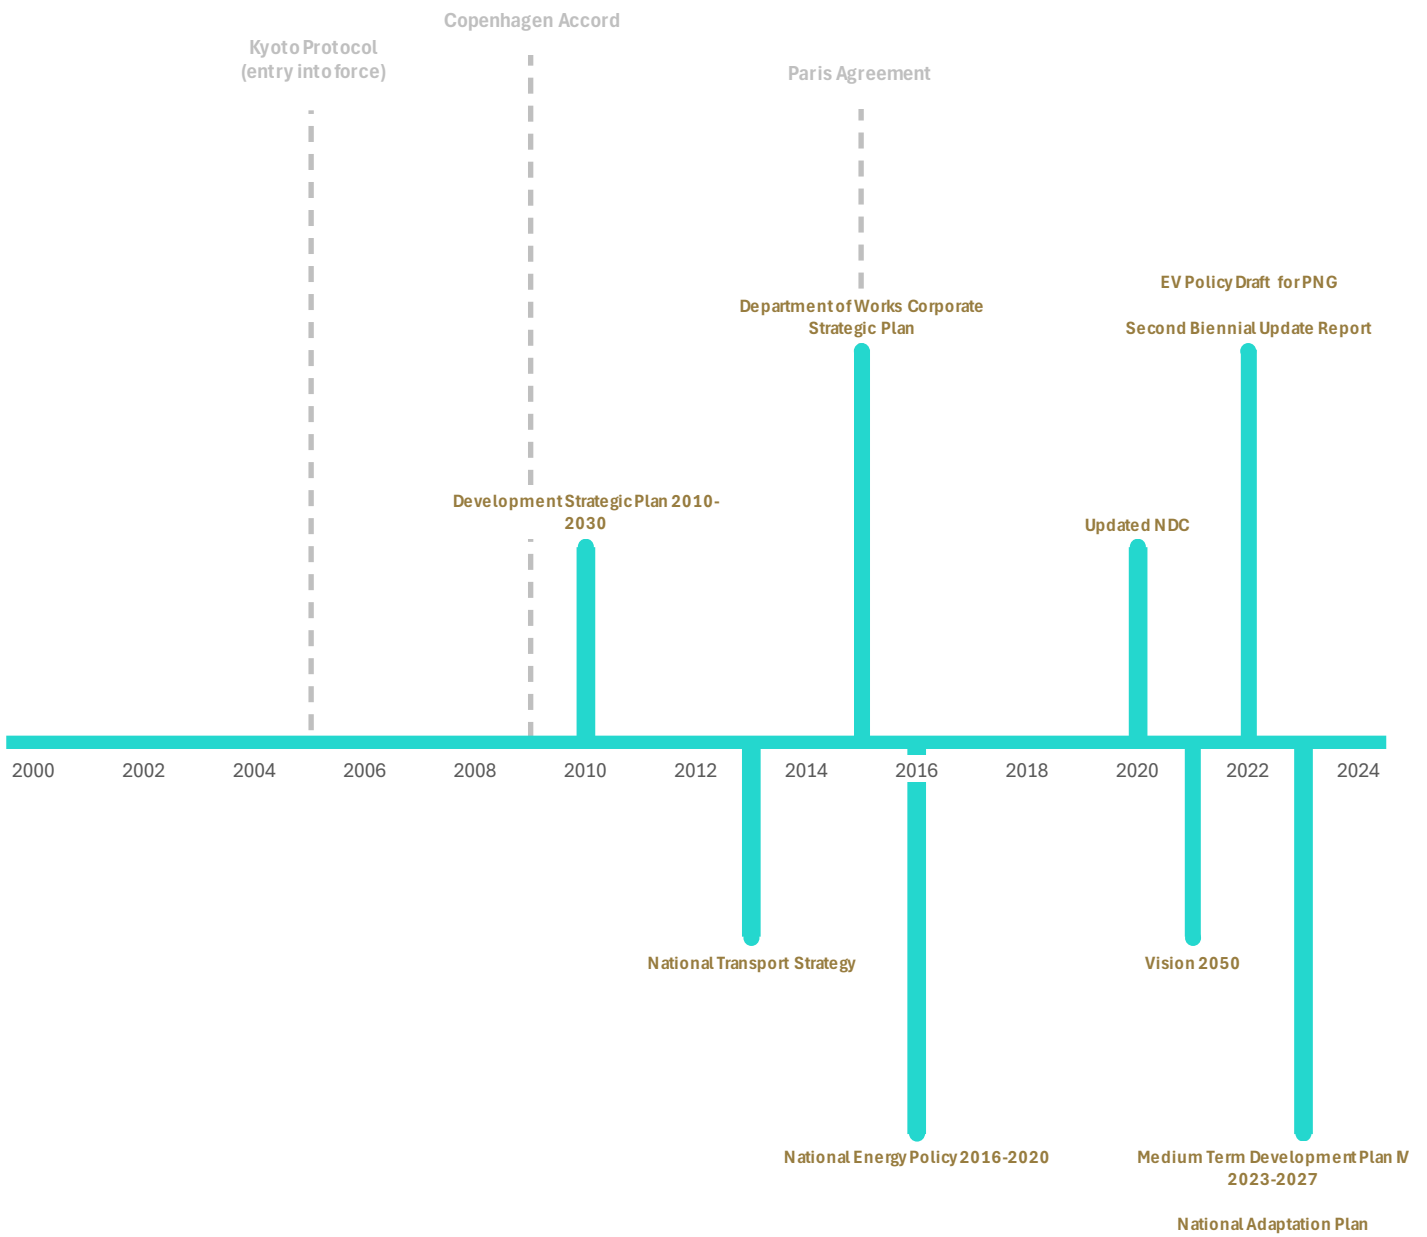 Copenhagen Accord
Kyoto Protocol
(entry into force)
Paris Agreement
EV Policy Draft for PNG
Department of Works Corporate
Strategic Plan
Second Biennial Update Report
Development Strategic Plan 2010-
2030
Updated NDC
2000 2002 2004 2006 2008 2010 2012 2014 2016 2018 2020 2022 2024
National Transport Strategy
Vision 2050
National Energy Policy 2016-2020
Medium Term Development Plan IV
2023-2027
National Adaptation Plan